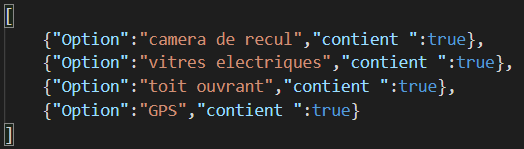 [
{"Option":"camera de recul","contient ":true},
{"Option":"vitres electriques","contient ":true},
{"Option":"toit ouvrant","contient ":true},
{"Option":"GPS","contient ":true}
]